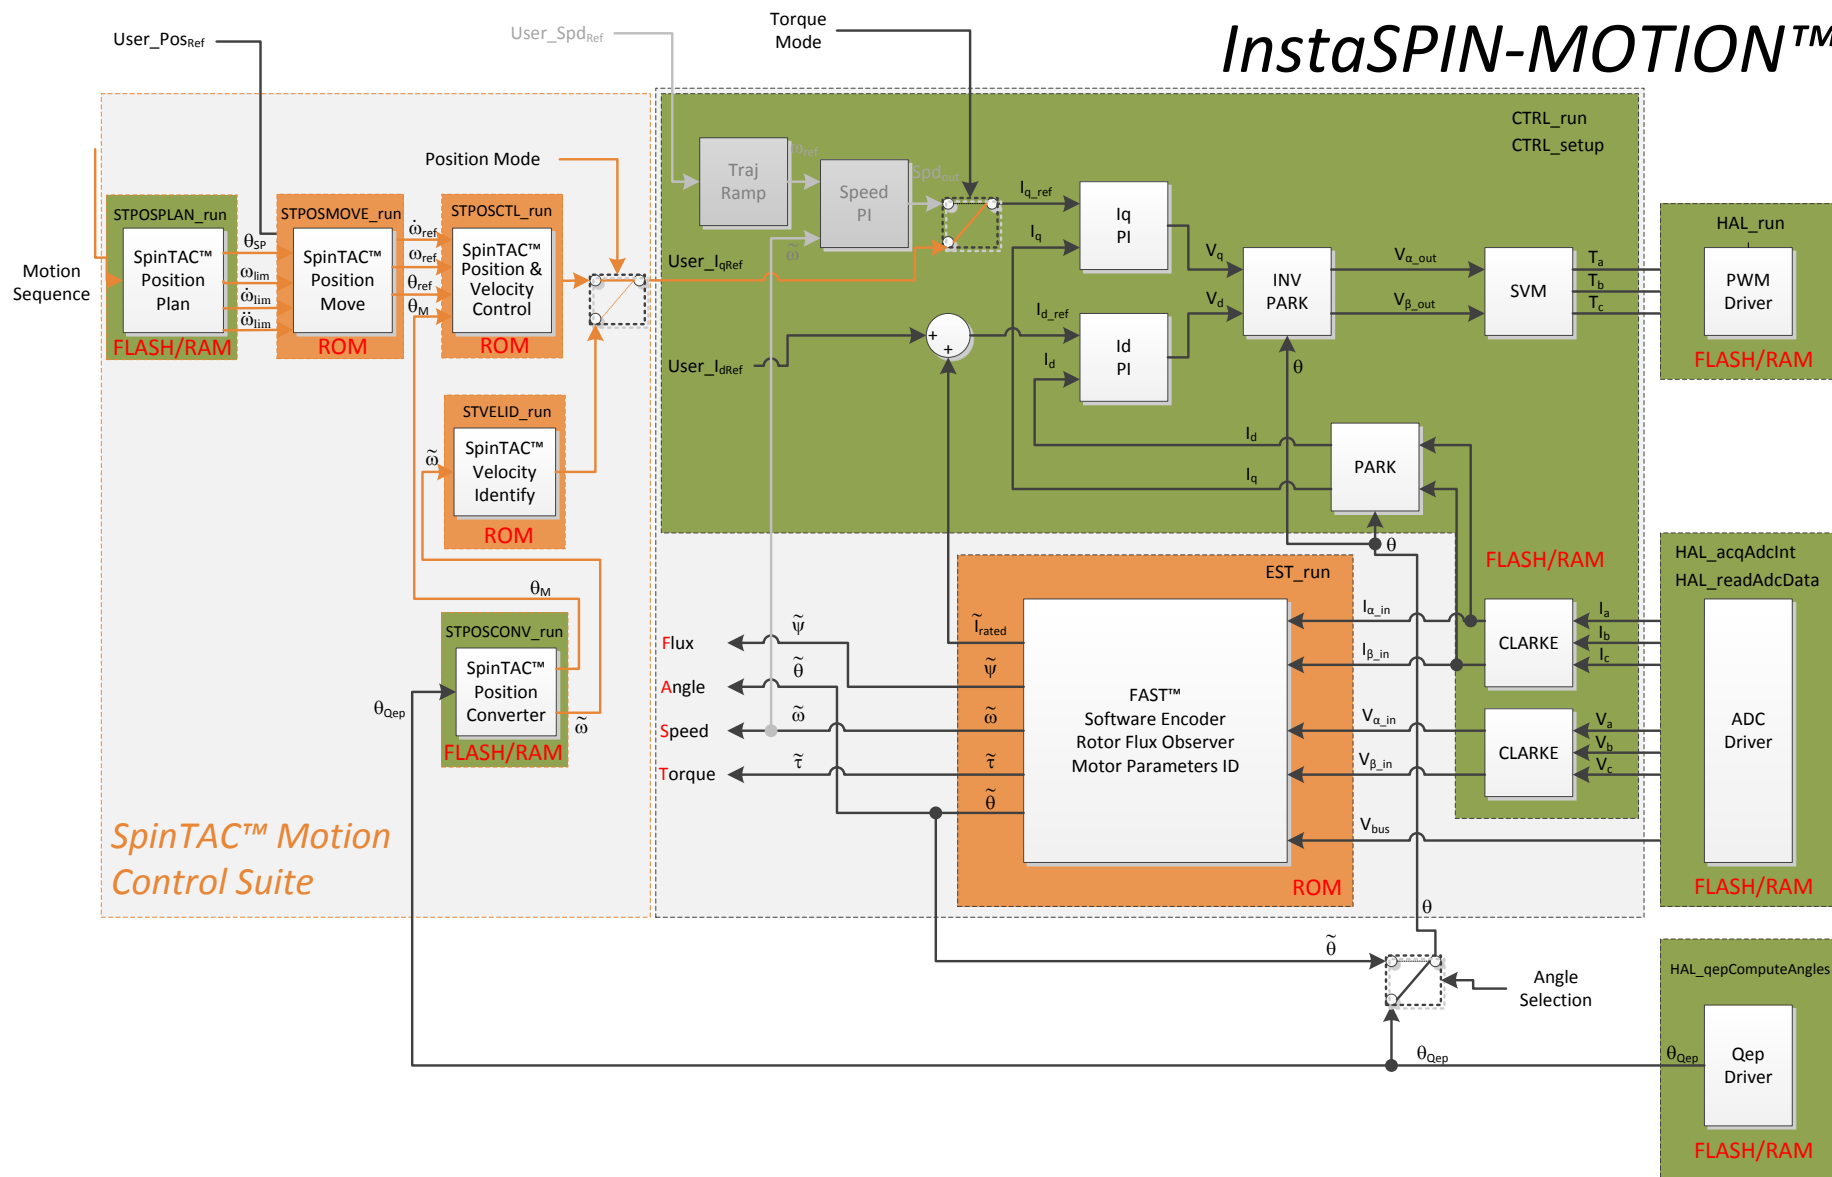 InstaSPIN-MOTION™
User_PosRef
User_SpdRef
Torque
Mode
Position Mode
Motion
Sequence
STPOSPLAN_run
SpinTAC™
Position
Plan
FLASH/RAM
θSP
ωlim
ω̇lim
ω̈lim
STPOSMOVE_run
SpinTAC™
Position
Move
ROM
ω̇ref
ωref
θref
θM
STPOSCTL_run
SpinTAC™
Position &
Velocity
Control
ROM
STVELID_run
SpinTAC™
Velocity
Identify
ROM
ω̃
θM
STPOSCONV_run
SpinTAC™
Position
Converter
FLASH/RAM
θQep
ω̃
SpinTAC™ Motion
Control Suite
CTRL_run
CTRL_setup
Traj
Ramp
ωref
Speed
PI
Spdout
ω̃
User_IqRef
User_IdRef
+
+
Iq_ref
Iq
Iq
PI
Id_ref
Id
Id
PI
Vq
Vd
INV
PARK
θ
Vα_out
Vβ_out
SVM
Ta
Tb
Tc
HAL_run
PWM
Driver
FLASH/RAM
Id
Iq
PARK
θ
FLASH/RAM
EST_run
Ĩrated
ψ̃
ω̃
τ̃
θ̃
FAST™
Software Encoder
Rotor Flux Observer
Motor Parameters ID
ROM
Flux
ψ̃
Angle
θ̃
Speed
ω̃
Torque
τ̃
Iα_in
Iβ_in
Vα_in
Vβ_in
Vbus
CLARKE
CLARKE
Ia
Ib
Ic
Va
Vb
Vc
HAL_acqAdcInt
HAL_readAdcData
ADC
Driver
FLASH/RAM
θ
θ̃
Angle
Selection
θQep
HAL_qepComputeAngles
θQep
Qep
Driver
FLASH/RAM